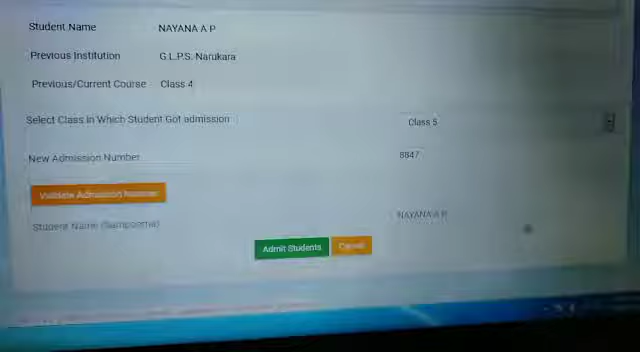 Student Name NAYANA A P
Previous Institution G.L.P.S. Narukara
Previous/Current Course Class 4
Select Class in Which Student Got admission Class 5
New Admission Number 8847
Validate Admission Number
Student Name (Sampoorna) NAYANA A P
Admit Students Cancel